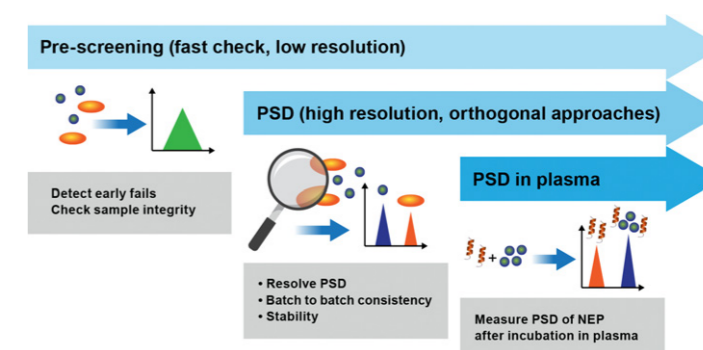 Pre-screening (fast check, low resolution)
PSD (high resolution, orthogonal approaches)
PSD in plasma
Detect early fails
Check sample integrity
+
• Resolve PSD
• Batch to batch consistency
• Stability
Measure PSD of NEP
after incubation in plasma